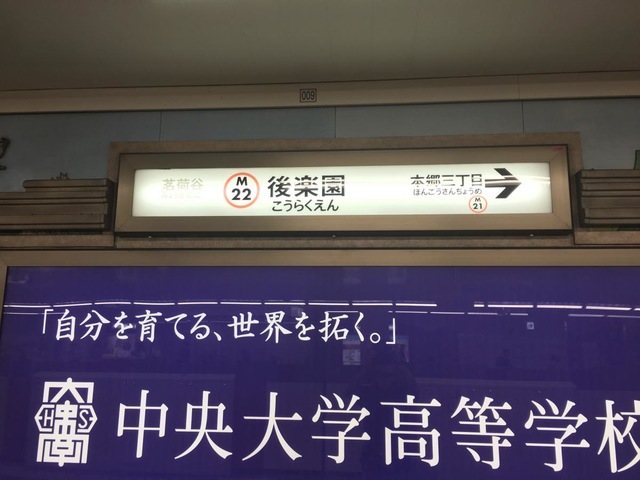 009
茗荷谷
M
22
後楽園
こうらくえん
本郷三丁目
ほんごうさんちょうめ
M
21
「自分を育てる、世界を拓く。」
大
H S
高
中央大学高等学校